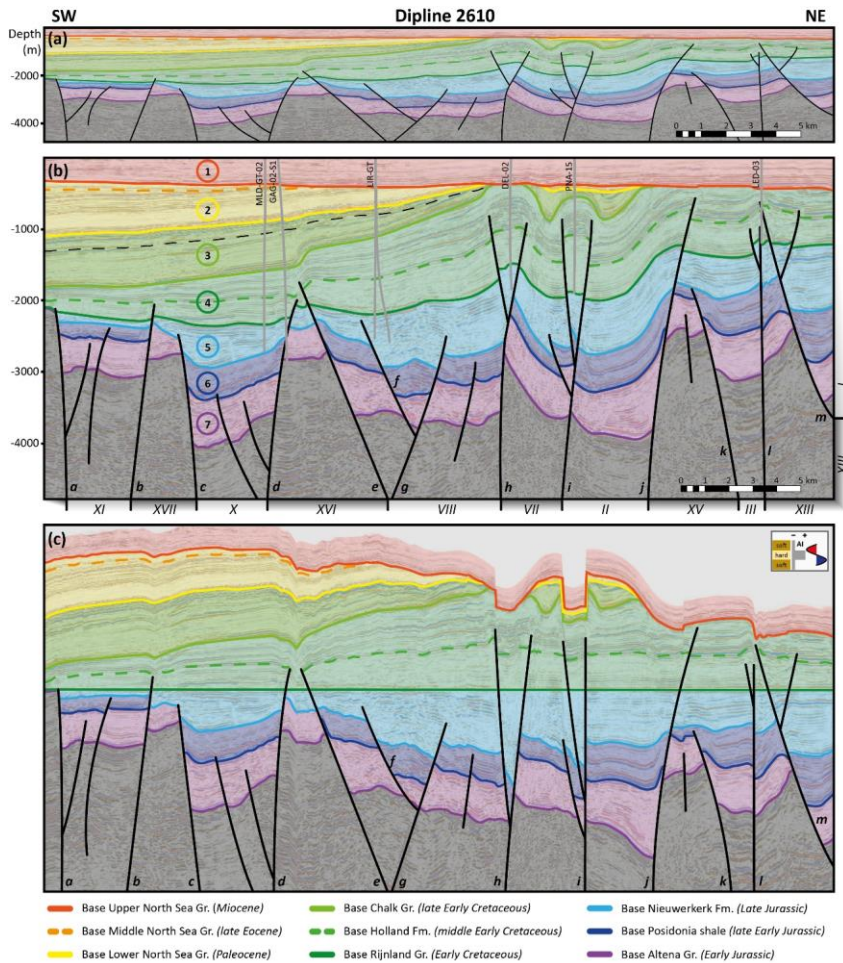 SW Dipline 2610 NE
Depth
(m)
(a)
-2000
-4000
0 1 2 3 4 5 km
(b)
1
MLD-GT-02
GAG-02-S1
LIR-GT
DEL-02
PNA-15
LED-03
2
-1000
3
4
-2000
5
6
-3000
f
7
-4000
m
0 1 2 3 4 5 km
a b c d e g h i j k l
XI XVII X XVI VIII VII II XV III XIII
VIII
(c)
- +
AI
soft
hard
soft
f
m
a b c d e g h i j k l
Base Upper North Sea Gr. (Miocene) Base Chalk Gr. (late Early Cretaceous) Base Nieuwerkerk Fm. (Late Jurassic)
Base Middle North Sea Gr. (late Eocene) Base Holland Fm. (middle Early Cretaceous) Base Posidonia shale (late Early Jurassic)
Base Lower North Sea Gr. (Paleocene) Base Rijnland Gr. (Early Cretaceous) Base Altena Gr. (Early Jurassic)